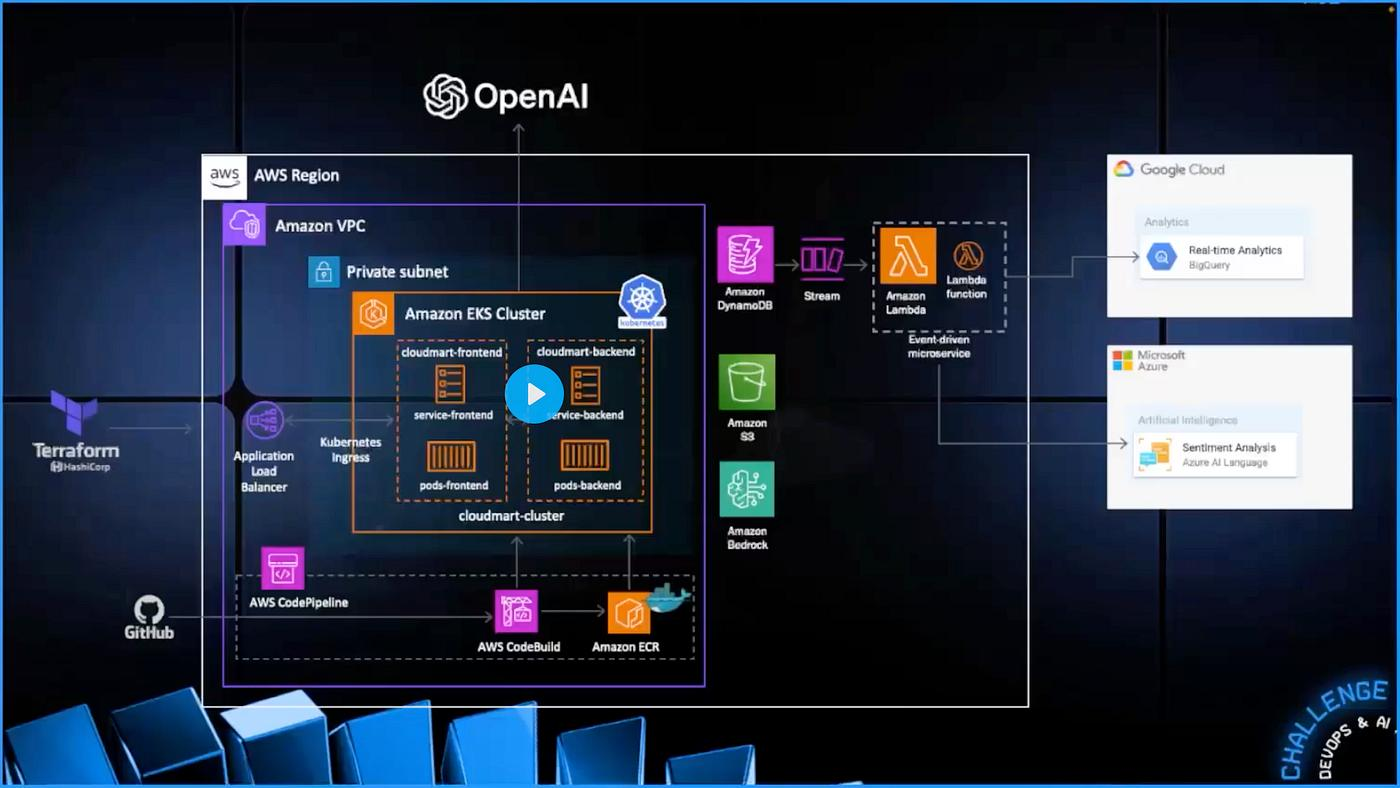 OpenAI
aws
AWS Region
Google Cloud
Amazon VPC
Analytics
Real-time Analytics
BigQuery
Private subnet
Amazon EKS Cluster
kubernetes
Amazon
DynamoDB
Stream
Amazon
Lambda
Lambda
function
Event-driven
microservice
Microsoft
Azure
cloudmart-frontend
cloudmart-backend
service-frontend
service-backend
Amazon
S3
Artificial Intelligence
Sentiment Analysis
Azure AI Language
Terraform
HashiCorp
Application
Load
Balancer
Kubernetes
Ingress
pods-frontend
pods-backend
cloudmart-cluster
Amazon
Bedrock
AWS CodePipeline
GitHub
AWS CodeBuild
Amazon ECR
CHALLENGE
DEVOPS & AI